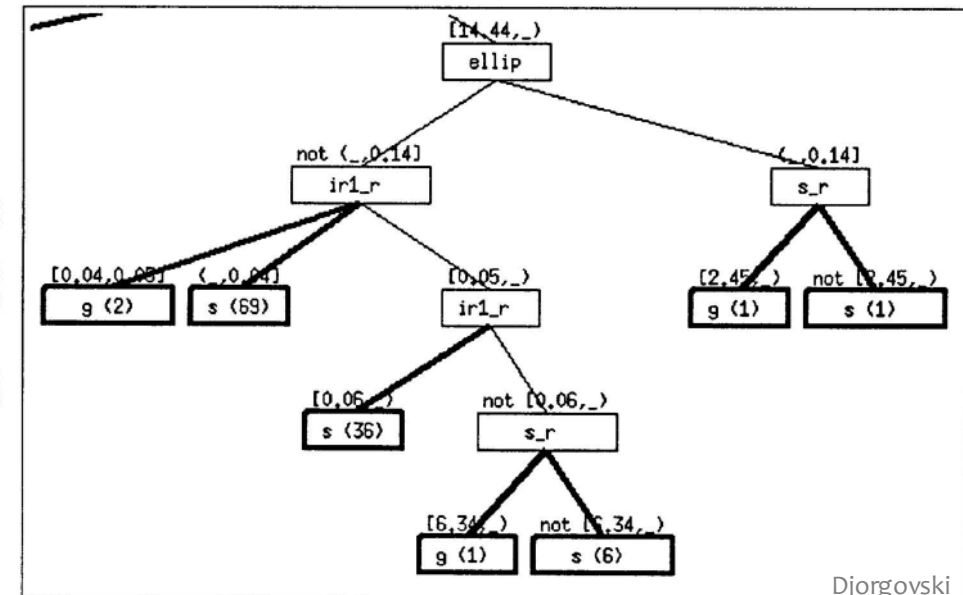 [14.44,_)
ellip
not (_,0.14]
(_,0.14]
ir1_r
s_r
[0.04,0.05]
(_,0.04]
[0.05,_)
[2.45,_)
not [2.45,_)
g (2)
s (69)
ir1_r
g (1)
s (1)
[0.06,_)
not [0.06,_)
s (36)
s_r
[6.34,_)
not [6.34,_)
g (1)
s (6)
Djorgovski